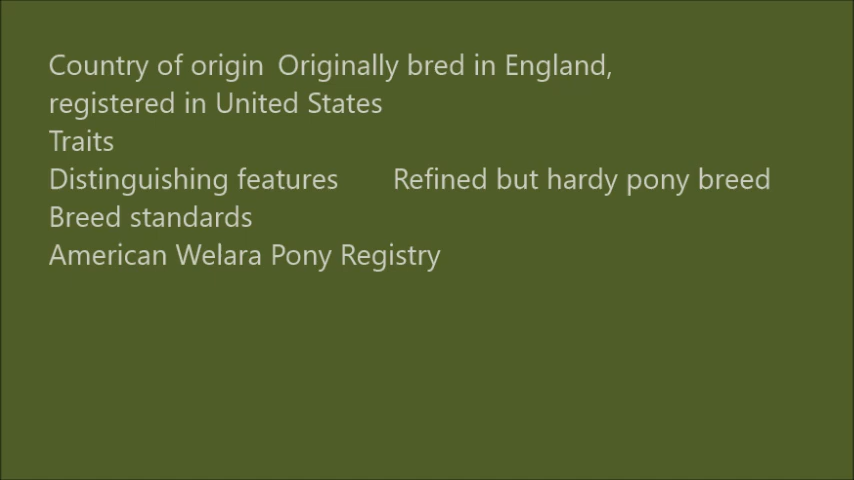 Country of origin Originally bred in England,
registered in United States
Traits
Distinguishing features Refined but hardy pony breed
Breed standards
American Welara Pony Registry